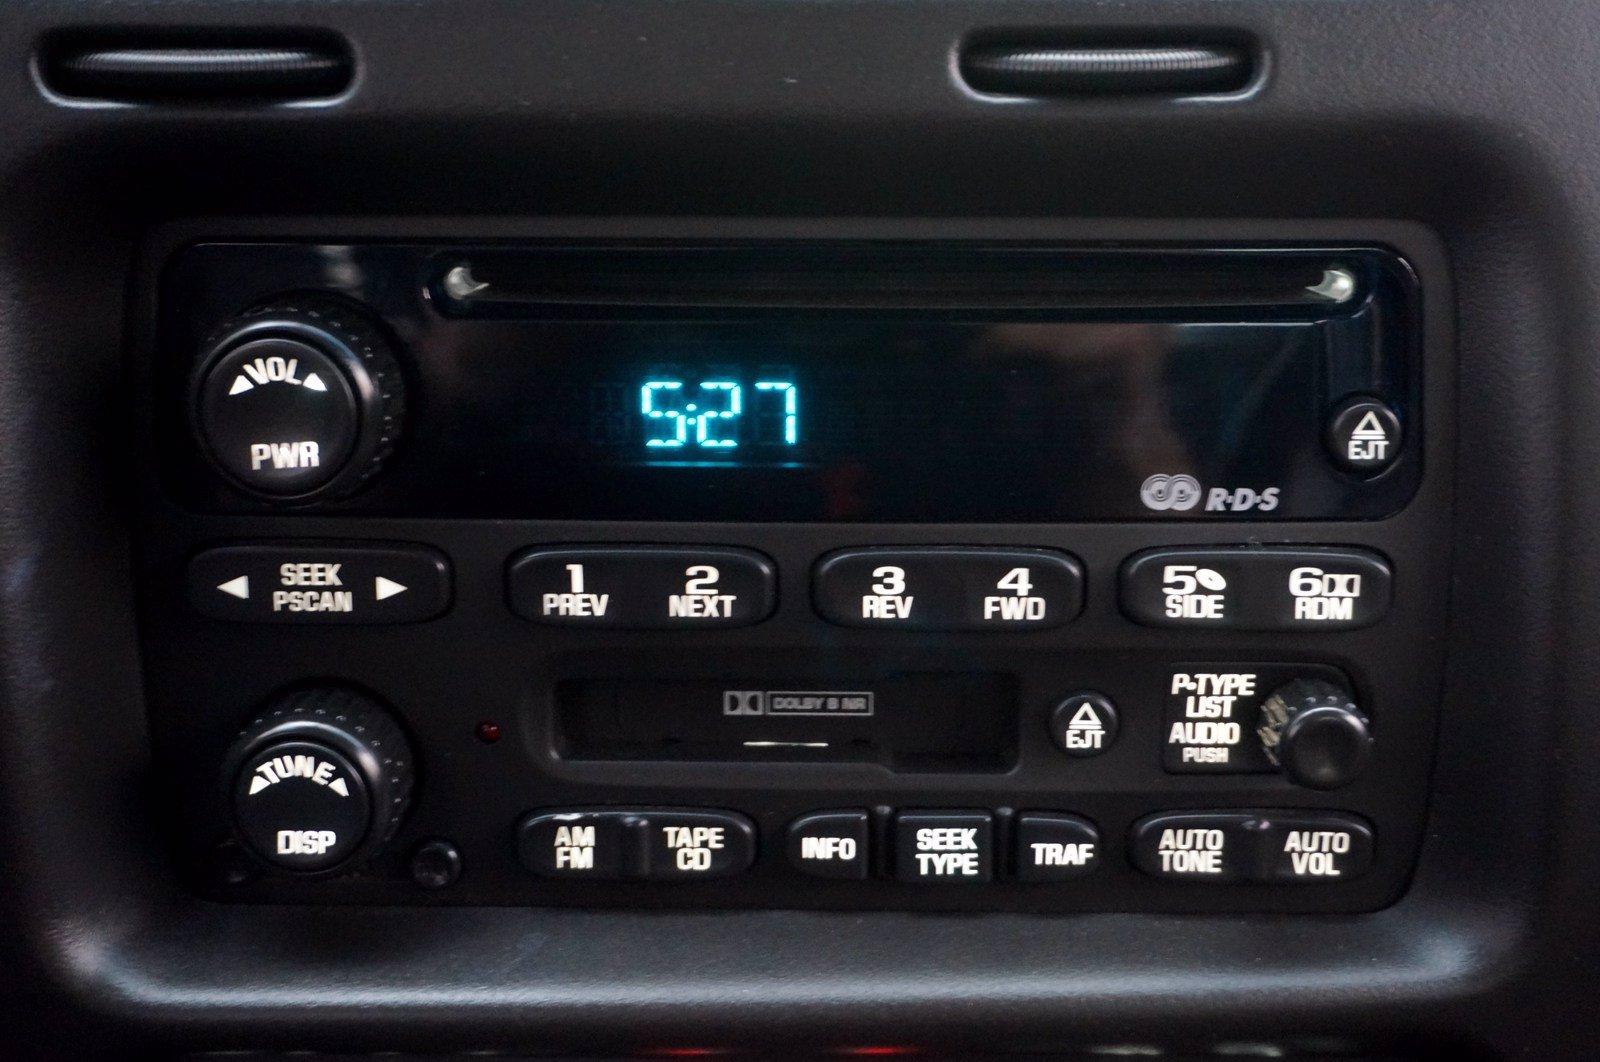 VOL
PWR
5:27
EJT
R·D·S
SEEK
PSCAN
1
PREV
2
NEXT
3
REV
4
FWD
5
SIDE
6
RDM
DOLBY B NR
EJT
P-TYPE
LIST
AUDIO
PUSH
TUNE
DISP
AM
FM
TAPE
CD
INFO
SEEK
TYPE
TRAF
AUTO
TONE
AUTO
VOL